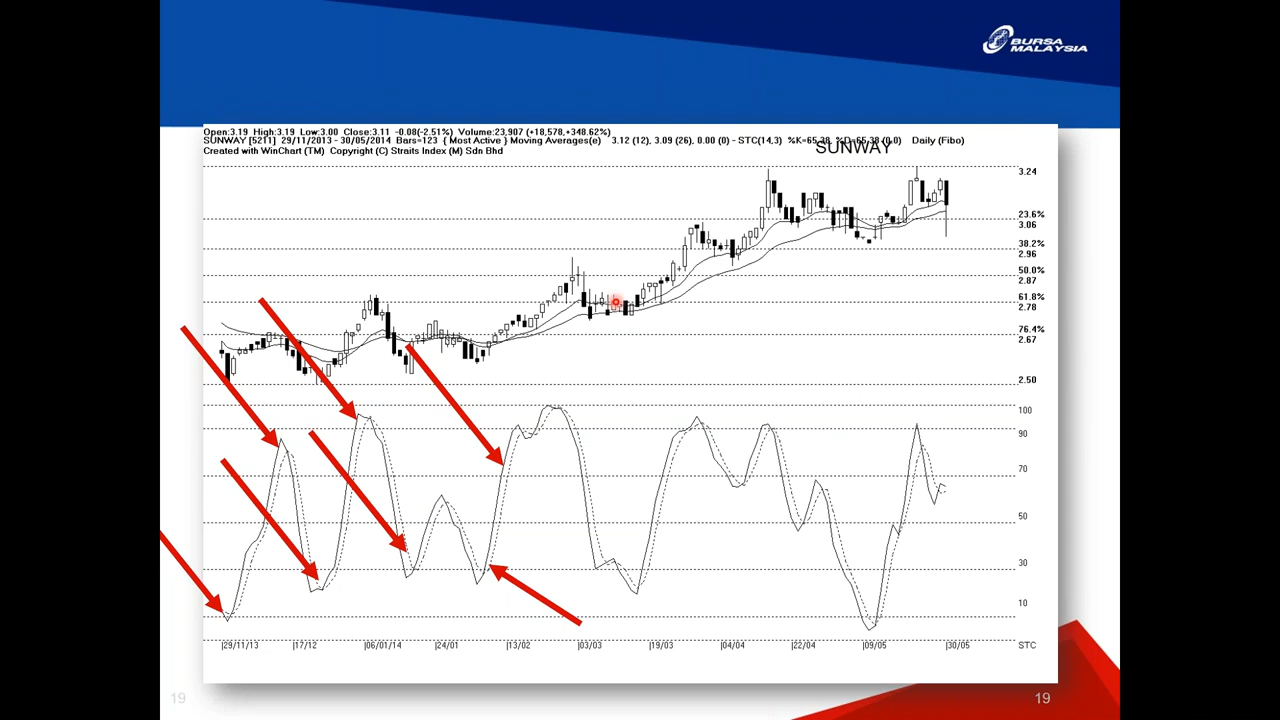 BURSA
MALAYSIA
Open:3.19 High:3.19 Low:3.00 Close:3.11 -0.08(-2.51%) Volume:23,907 (+18,578,+348.62%)
SUNWAY [5211] 29/11/2013 - 30/05/2014 Bars=123 { Most Active } Moving Averages(e) 3.12 (12), 3.09 (26), 0.00 (0) - STC(14,3) %K=65.38, %D=65.38(0,0) Daily (Fibo)
SUNWAY
Created with WinChart (TM) Copyright (C) Straits Index (M) Sdn Bhd
3.24
23.6%
3.06
38.2%
2.96
50.0%
2.87
61.8%
2.78
76.4%
2.67
2.50
100
90
70
50
30
10
|29/11/13 |17/12 |06/01/14 |24/01 |13/02 |03/03 |19/03 |04/04 |22/04 |09/05 |30/05 STC
19 19